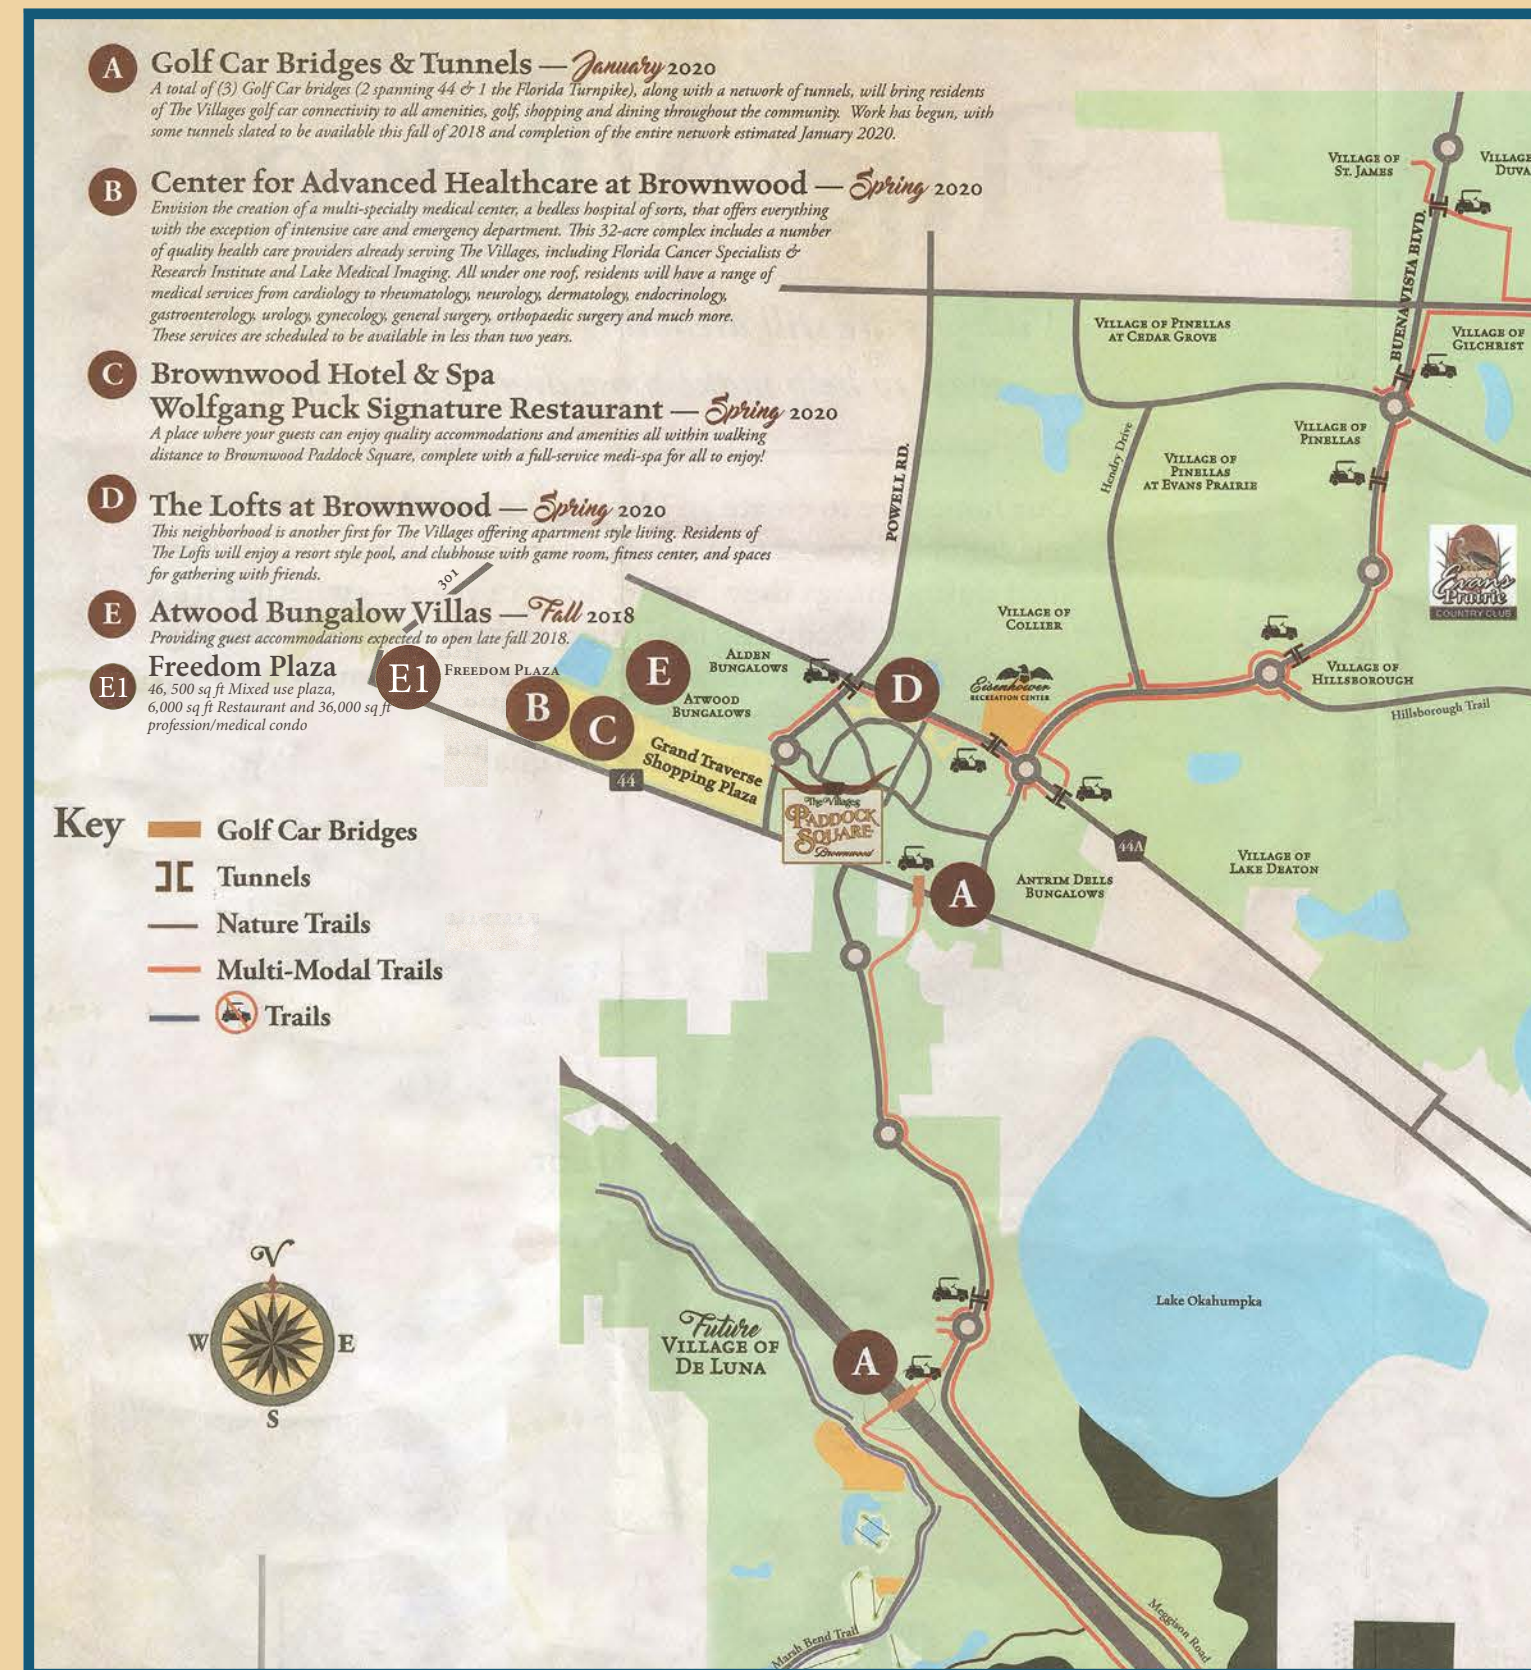 A
Golf Car Bridges & Tunnels — January 2020
A total of (3) Golf Car bridges (2 spanning 44 & 1 the Florida Turnpike), along with a network of tunnels, will bring residents
of The Villages golf car connectivity to all amenities, golf, shopping and dining throughout the community. Work has begun, with
some tunnels slated to be available this fall of 2018 and completion of the entire network estimated January 2020.
B
Center for Advanced Healthcare at Brownwood — Spring 2020
Envision the creation of a multi-specialty medical center, a bedless hospital of sorts, that offers everything
with the exception of intensive care and emergency department. This 32-acre complex includes a number
of quality health care providers already serving The Villages, including Florida Cancer Specialists &
Research Institute and Lake Medical Imaging. All under one roof, residents will have a range of
medical services from cardiology to rheumatology, neurology, dermatology, endocrinology,
gastroenterology, urology, gynecology, general surgery, orthopaedic surgery and much more.
These services are scheduled to be available in less than two years.
C
Brownwood Hotel & Spa
Wolfgang Puck Signature Restaurant — Spring 2020
A place where your guests can enjoy quality accommodations and amenities all within walking
distance to Brownwood Paddock Square, complete with a full-service medi-spa for all to enjoy!
D
The Lofts at Brownwood — Spring 2020
This neighborhood is another first for The Villages offering apartment style living. Residents of
The Lofts will enjoy a resort style pool, and clubhouse with game room, fitness center, and spaces
for gathering with friends.
E
Atwood Bungalow Villas — Fall 2018
Providing guest accommodations expected to open late fall 2018.
E1
Freedom Plaza
46, 500 sq ft Mixed use plaza,
6,000 sq ft Restaurant and 36,000 sq ft
profession/medical condo
301
E1
Freedom Plaza
B
C
E
Alden
Bungalows
Atwood
Bungalows
D
Grand Traverse
Shopping Plaza
44
The Villages
Paddock
Square
Brownwood
A
Antrim Dells
Bungalows
44A
Village of
Lake Deaton
Eisenhower
Recreation Center
Village of
Collier
Powell Rd.
Hendry Drive
Village of Pinellas
at Cedar Grove
Village of
Pinellas
at Evans Prairie
Village of
Pinellas
Village of
St. James
Village
Duva
Buena Vista Blvd.
Village of
Gilchrist
Evans
Prairie
Country Club
Village of
Hillsborough
Hillsborough Trail
Key
Golf Car Bridges
Tunnels
Nature Trails
Multi-Modal Trails
Trails
W
E
S
Future
Village of
De Luna
A
Lake Okahumpka
Marsh Bend Trail
Meggison Road